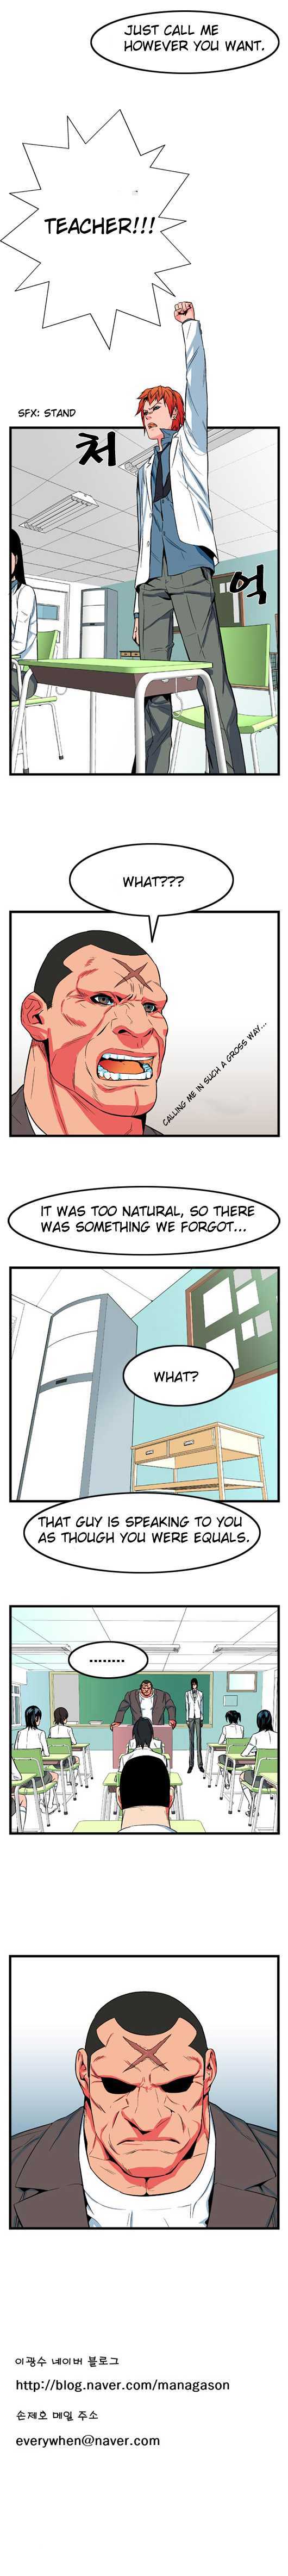 JUST CALL ME
HOWEVER YOU WANT.
TEACHER!!!
SFX: STAND
처
억
WHAT???
CALLING ME IN SUCH A GROSS WAY...
IT WAS TOO NATURAL, SO THERE
WAS SOMETHING WE FORGOT...
WHAT?
THAT GUY IS SPEAKING TO YOU
AS THOUGH YOU WERE EQUALS.
........
이광수 네이버 블로그
http://blog.naver.com/managason
손제호 메일 주소
everywhen@naver.com